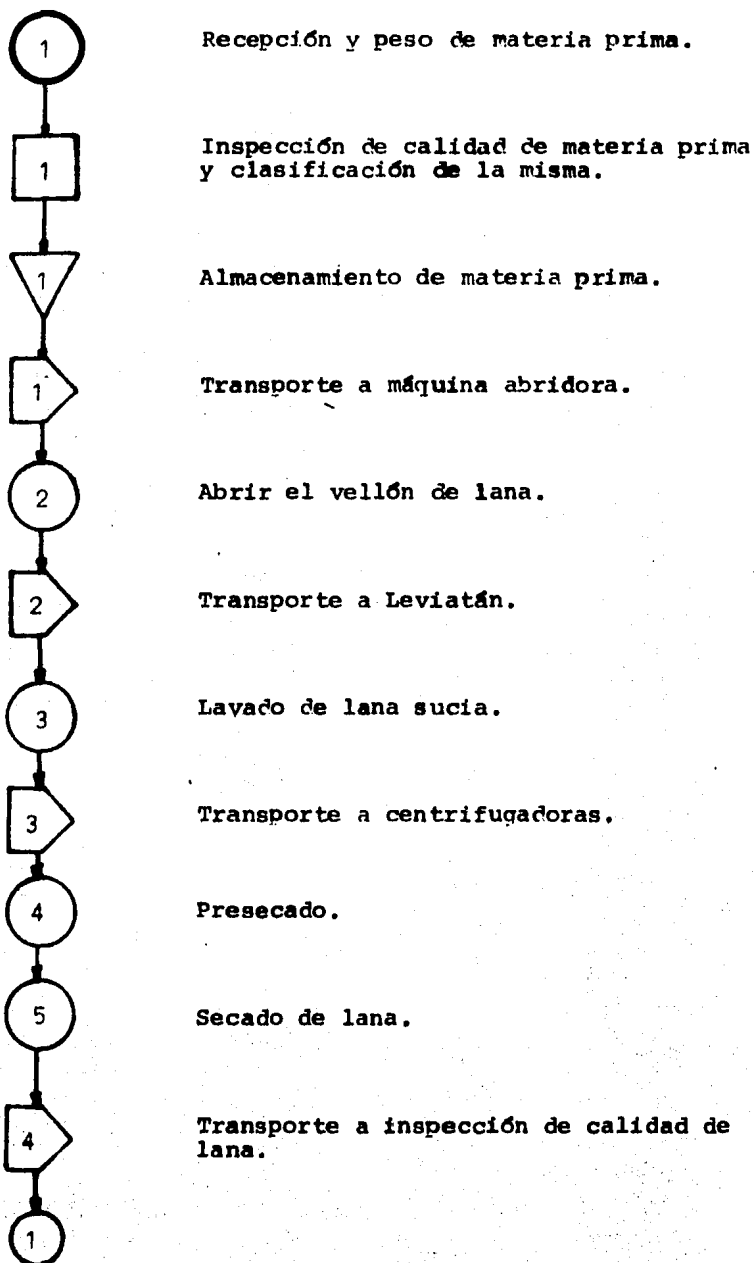 1 Recepción y peso de materia prima.
1 Inspección de calidad de materia prima
y clasificación de la misma.
1 Almacenamiento de materia prima.
1 Transporte a máquina abridora.
2 Abrir el vellón de lana.
2 Transporte a Leviatán.
3 Lavado de lana sucia.
3 Transporte a centrifugadoras.
4 Presecado.
5 Secado de lana.
4 Transporte a inspección de calidad de
lana.
1